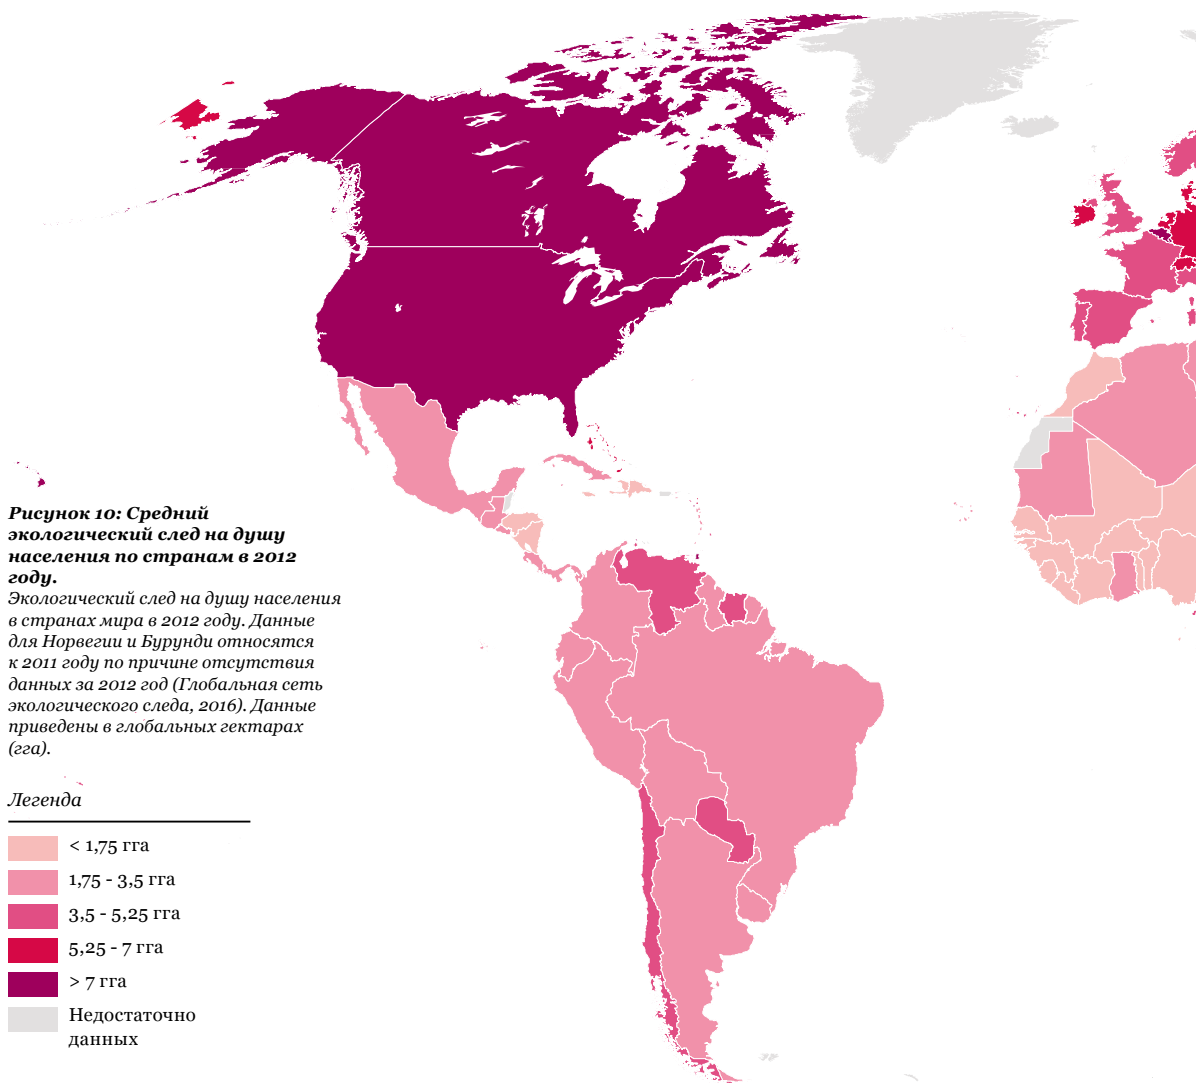 Рисунок 10: Средний
экологический след на душу
населения по странам в 2012
году.
Экологический след на душу населения
в странах мира в 2012 году. Данные
для Норвегии и Бурунди относятся
к 2011 году по причине отсутствия
данных за 2012 год (Глобальная сеть
экологического следа, 2016). Данные
приведены в глобальных гектарах
(гга).
Легенда
< 1,75 гга
1,75 - 3,5 гга
3,5 - 5,25 гга
5,25 - 7 гга
> 7 гга
Недостаточно
данных